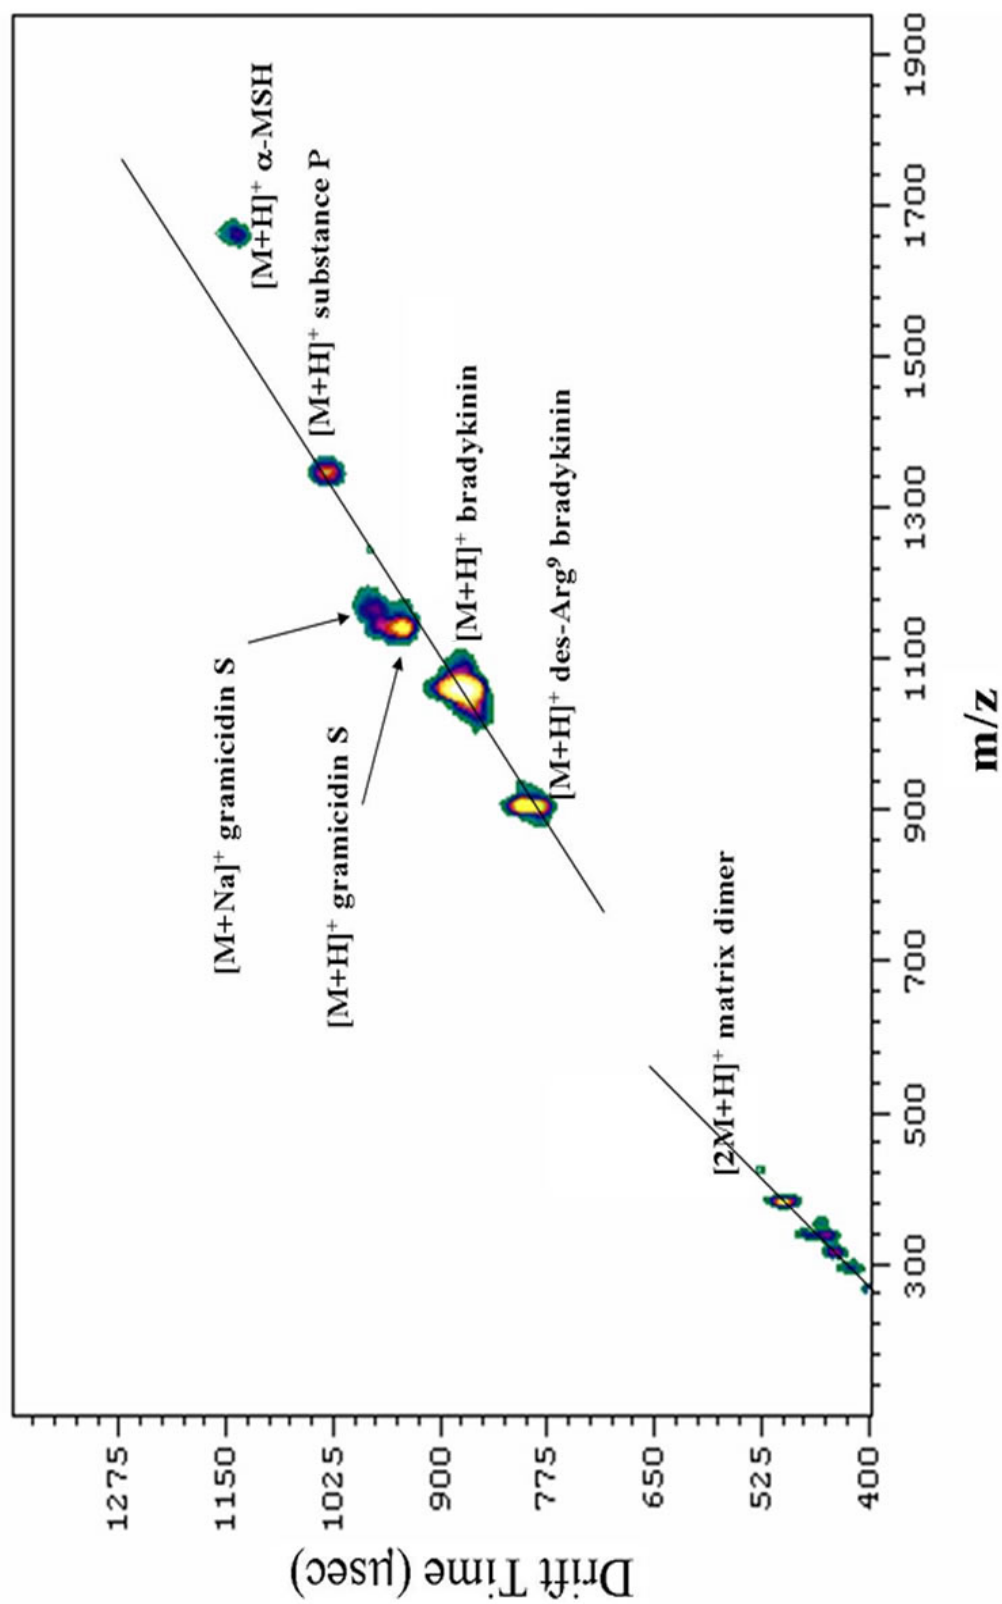 Drift Time (μsec)
1275
1150
1025
900
775
650
525
400
[M+Na]⁺ gramicidin S
[M+H]⁺ gramicidin S
[M+H]⁺ α-MSH
[M+H]⁺ substance P
[M+H]⁺ bradykinin
[M+H]⁺ des-Arg⁹ bradykinin
[2M+H]⁺ matrix dimer
300
500
700
900
1100
1300
1500
1700
1900
m/z